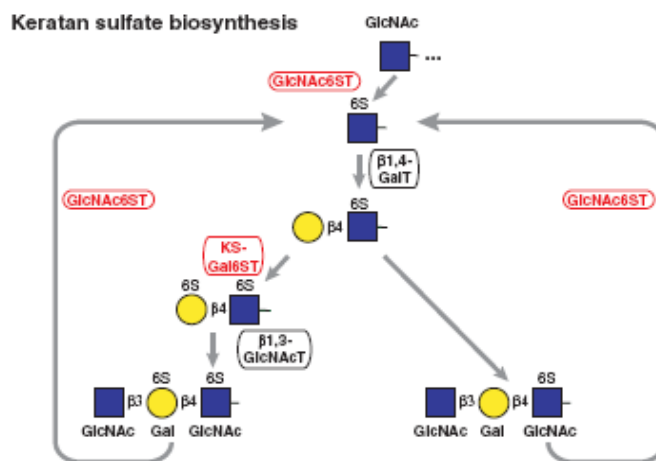 Keratan sulfate biosynthesis
GlcNAc
...
GlcNAc6ST
6S
β1,4-
GalT
GlcNAc6ST
GlcNAc6ST
6S
β4
KS-
Gal6ST
6S 6S
β4
β1,3-
GlcNAcT
6S 6S
β3 β4
GlcNAc Gal GlcNAc
6S
β3 β4
GlcNAc Gal GlcNAc